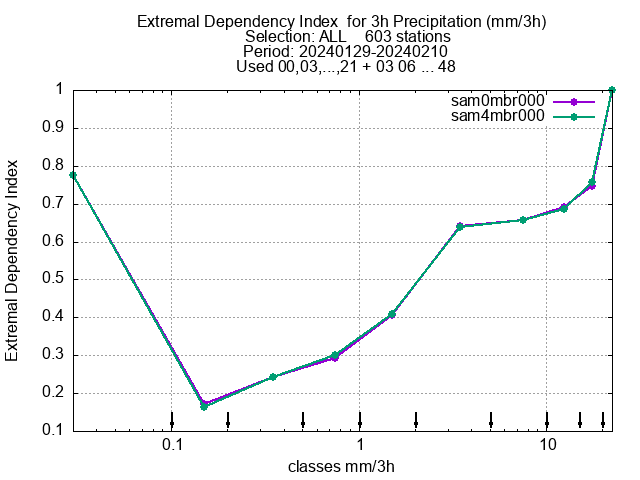 Extremal Dependency Index  for 3h Precipitation (mm/3h)
Selection: ALL    603 stations
Period: 20240129-20240210
Used 00,03,...,21 + 03 06 ... 48
sam0mbr000
sam4mbr000
1
0.9
0.8
0.7
0.6
0.5
0.4
0.3
0.2
0.1
Extremal Dependency Index
0.1 1 10
classes mm/3h